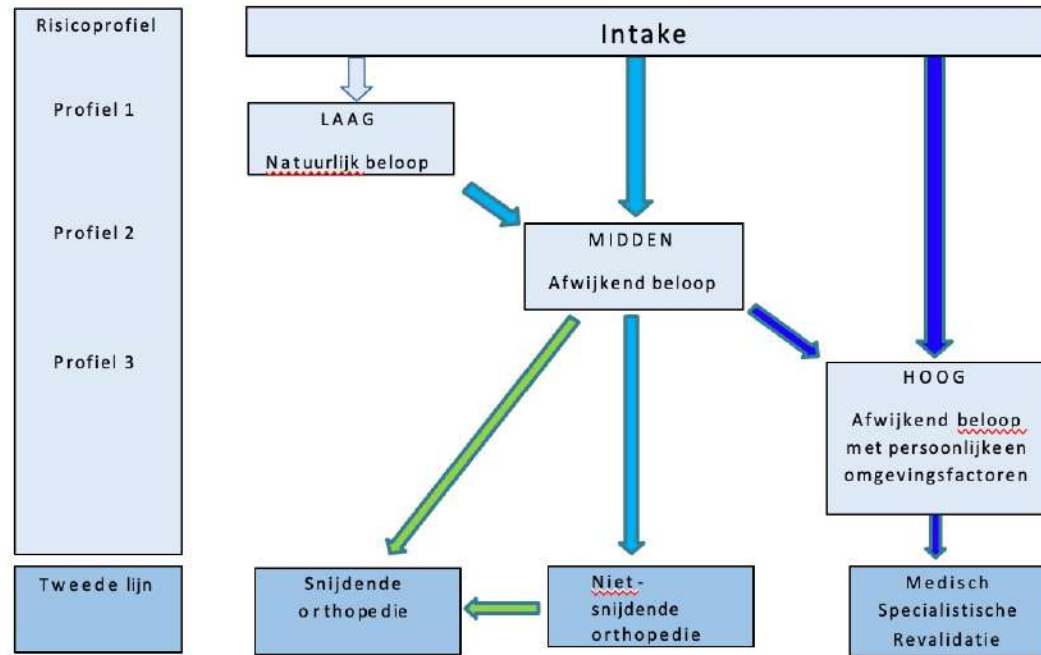 Risicoprofiel
Profiel 1
Profiel 2
Profiel 3
Tweede lijn
Intake
LAAG
Natuurlijk beloop
MIDDEN
Afwijkend beloop
HOOG
Afwijkend beloop
met persoonlijke en
omgevingsfactoren
Snijdende
orthopedie
Niet-
snijdende
orthopedie
Medisch
Specialistische
Revalidatie